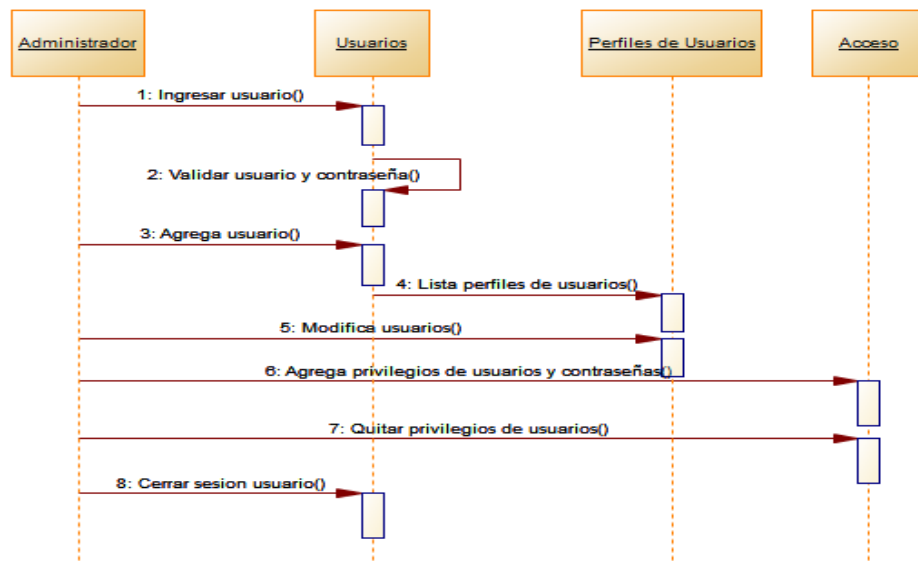 Administrador
Usuarios
Perfiles de Usuarios
Acceso
1: Ingresar usuario()
2: Validar usuario y contraseña()
3: Agrega usuario()
4: Lista perfiles de usuarios()
5: Modifica usuarios()
6: Agrega privilegios de usuarios y contraseñas()
7: Quitar privilegios de usuarios()
8: Cerrar sesion usuario()